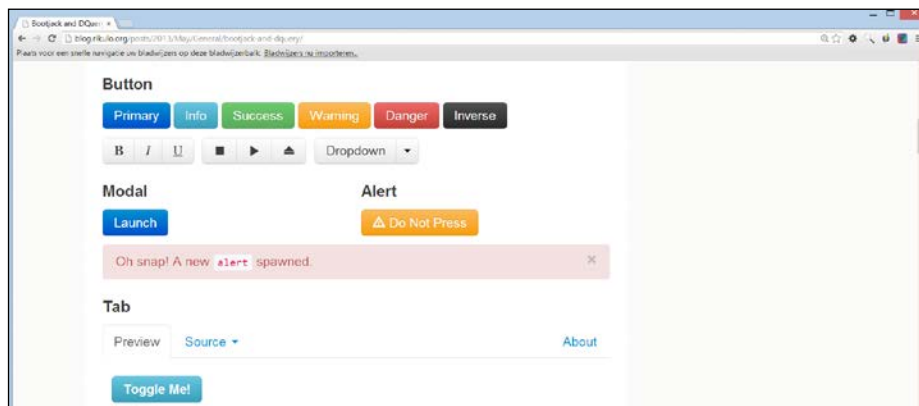 Bootjack and DQuer
blog.rikulo.org/posts/2013/May/General/bootjack-and-dquery/
Plaats voor een snelle navigatie uw bladwijzers op deze bladwijzerbalk. Bladwijzers nu importeren...
Button
Primary Info Success Warning Danger Inverse
B I U Dropdown
Modal Alert
Launch Do Not Press
Oh snap! A new alert spawned. ×
Tab
Preview Source About
Toggle Me!